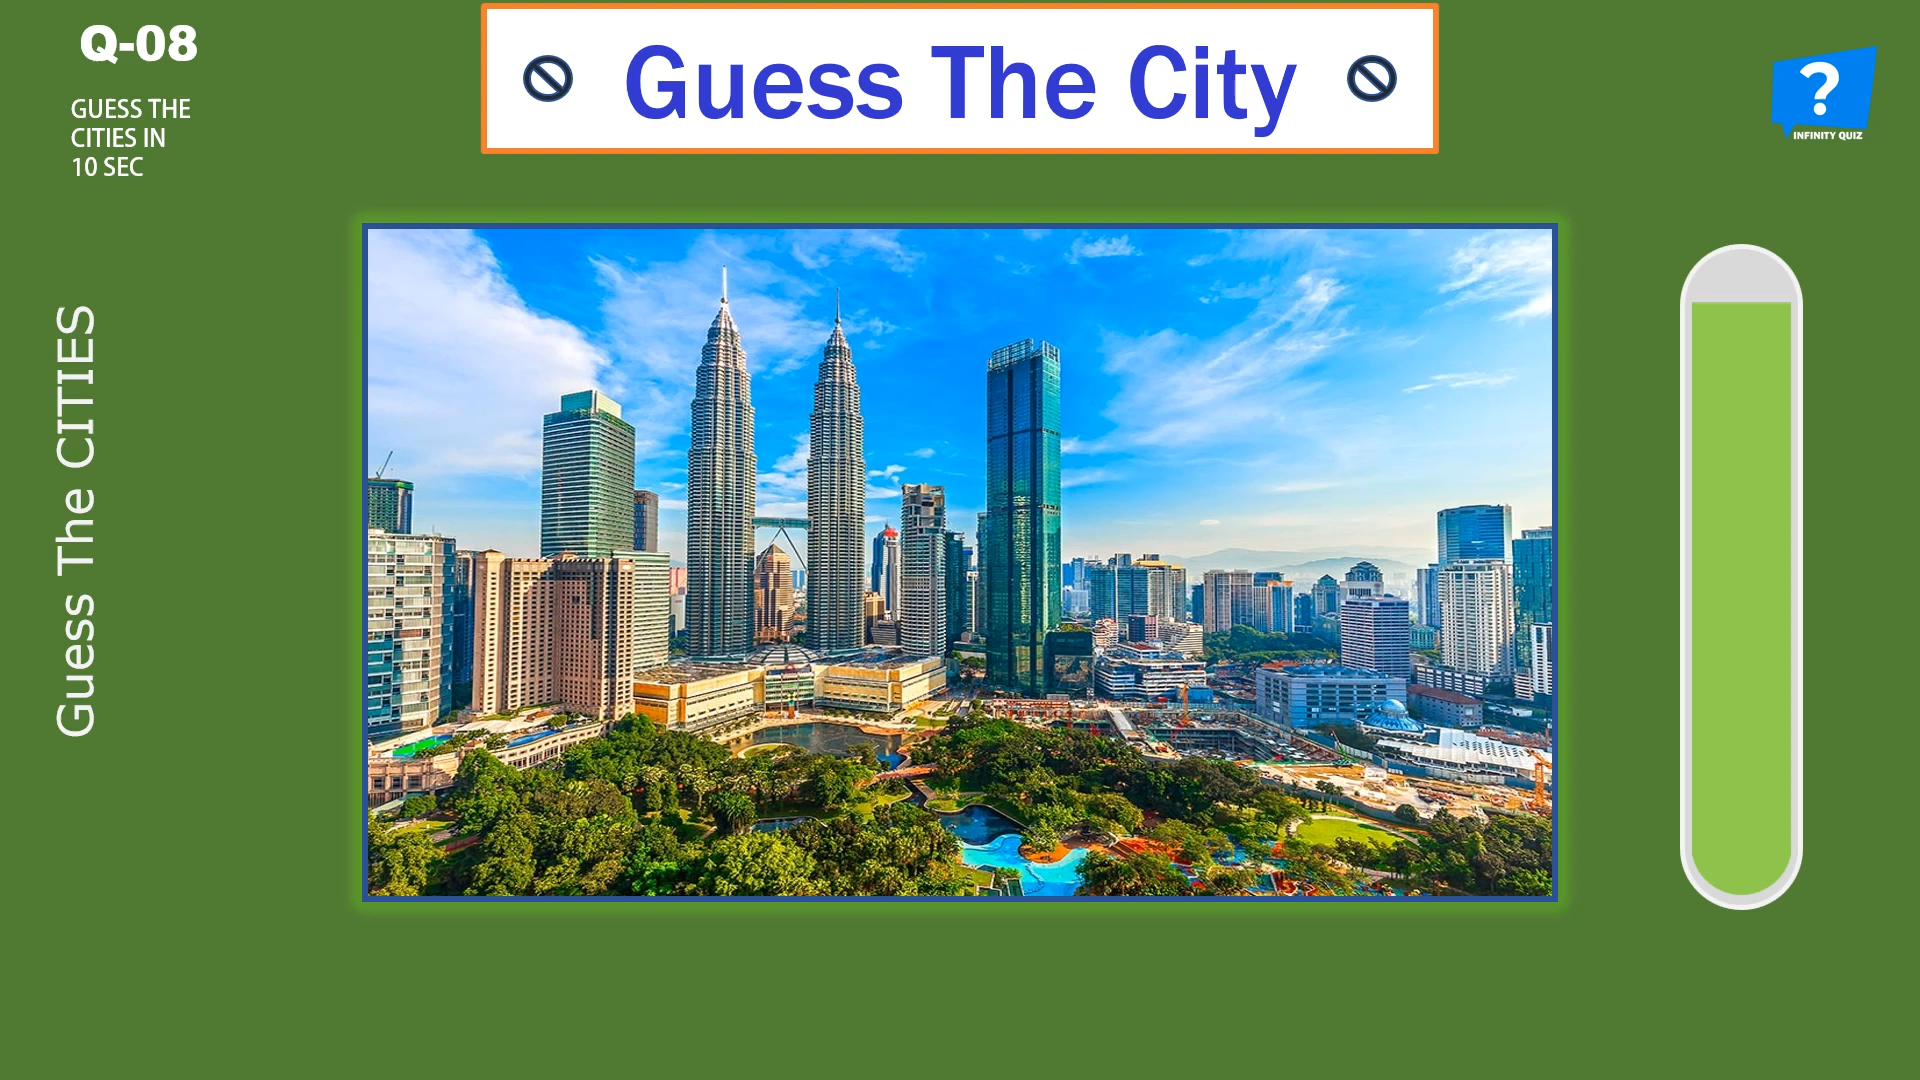 Q-08
GUESS THE
CITIES IN
10 SEC
Guess The City
?
INFINITY QUIZ
Guess The CITIES